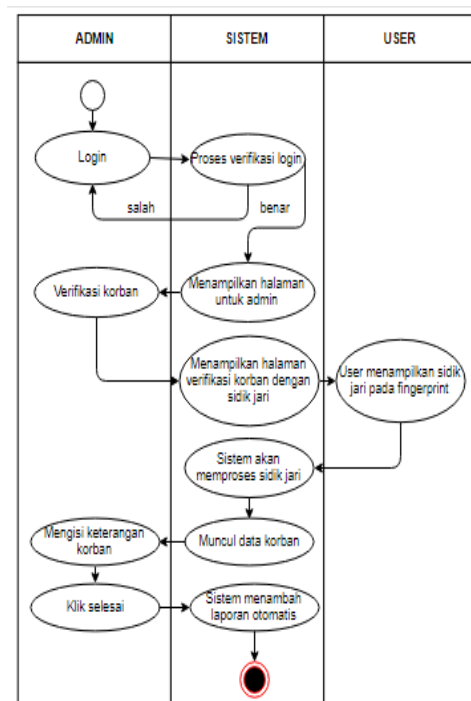 ADMIN
SISTEM
USER
Login
Proses verifikasi login
salah
benar
Menampilkan halaman
untuk admin
Verifikasi korban
Menampilkan halaman
verifikasi korban dengan
sidik jari
User menampilkan sidik
jari pada fingerprint
Sistem akan
memproses sidik jari
Muncul data korban
Mengisi keterangan
korban
Klik selesai
Sistem menambah
laporan otomatis